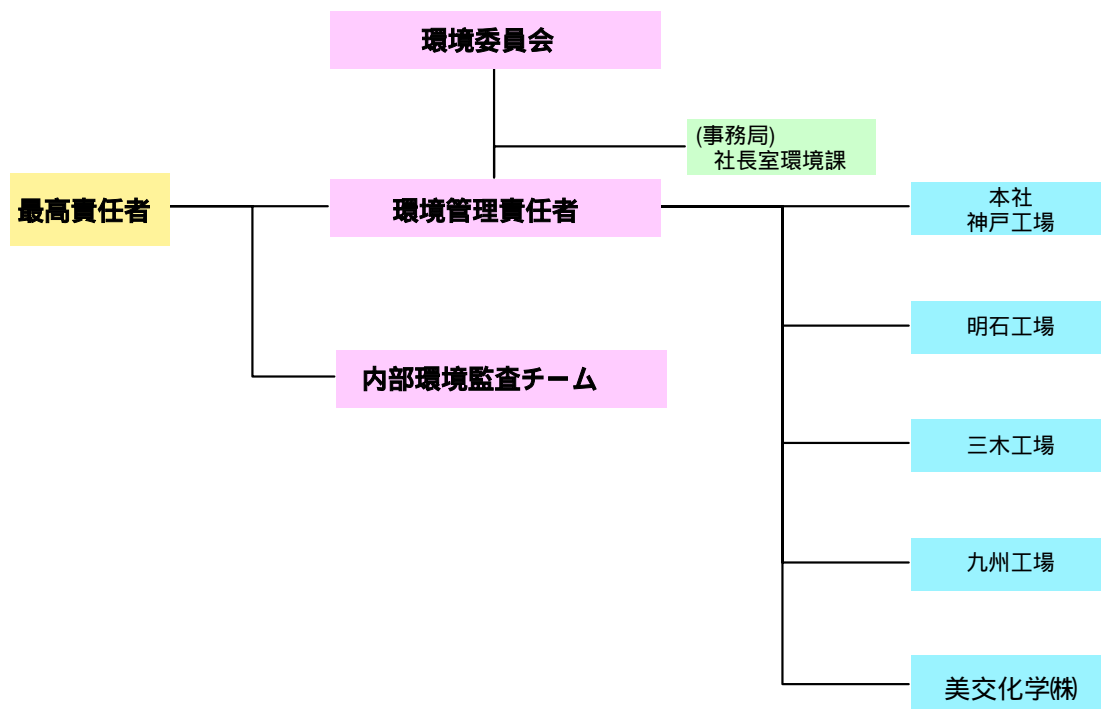 環境委員会
(事務局)
社長室環境課
最高責任者
環境管理責任者
本社
神戸工場
明石工場
内部環境監査チーム
三木工場
九州工場
美交化学㈱